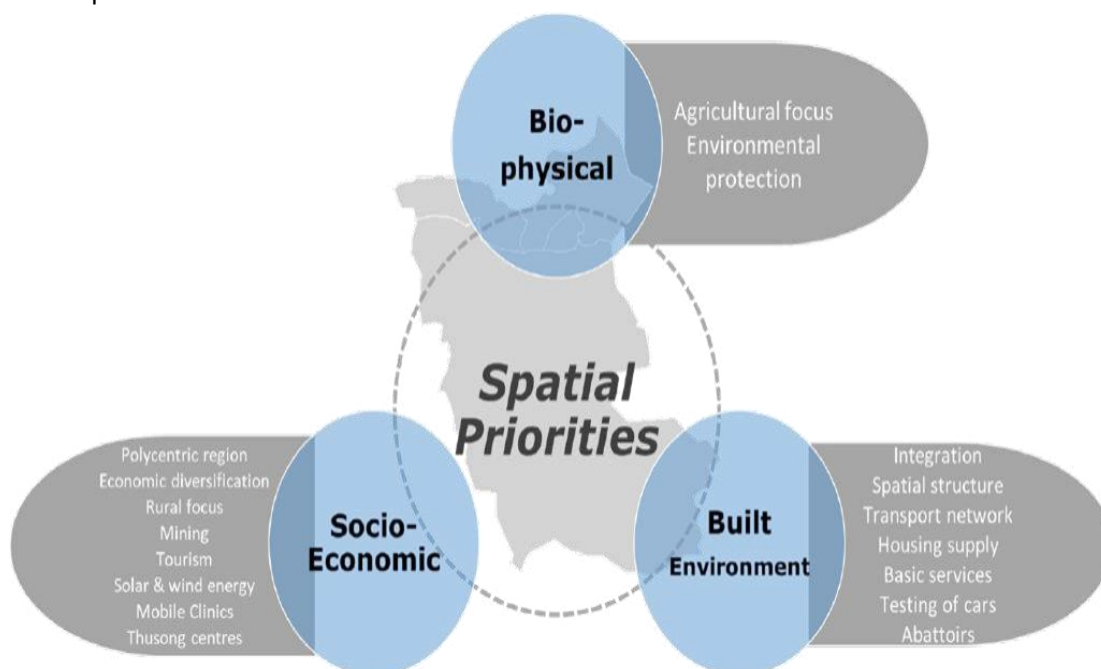 Bio-
physical
Agricultural focus
Environmental
protection
Spatial
Priorities
Socio-
Economic
Polycentric region
Economic diversification
Rural focus
Mining
Tourism
Solar & wind energy
Mobile Clinics
Thusong centres
Built
Environment
Integration
Spatial structure
Transport network
Housing supply
Basic services
Testing of cars
Abattoirs